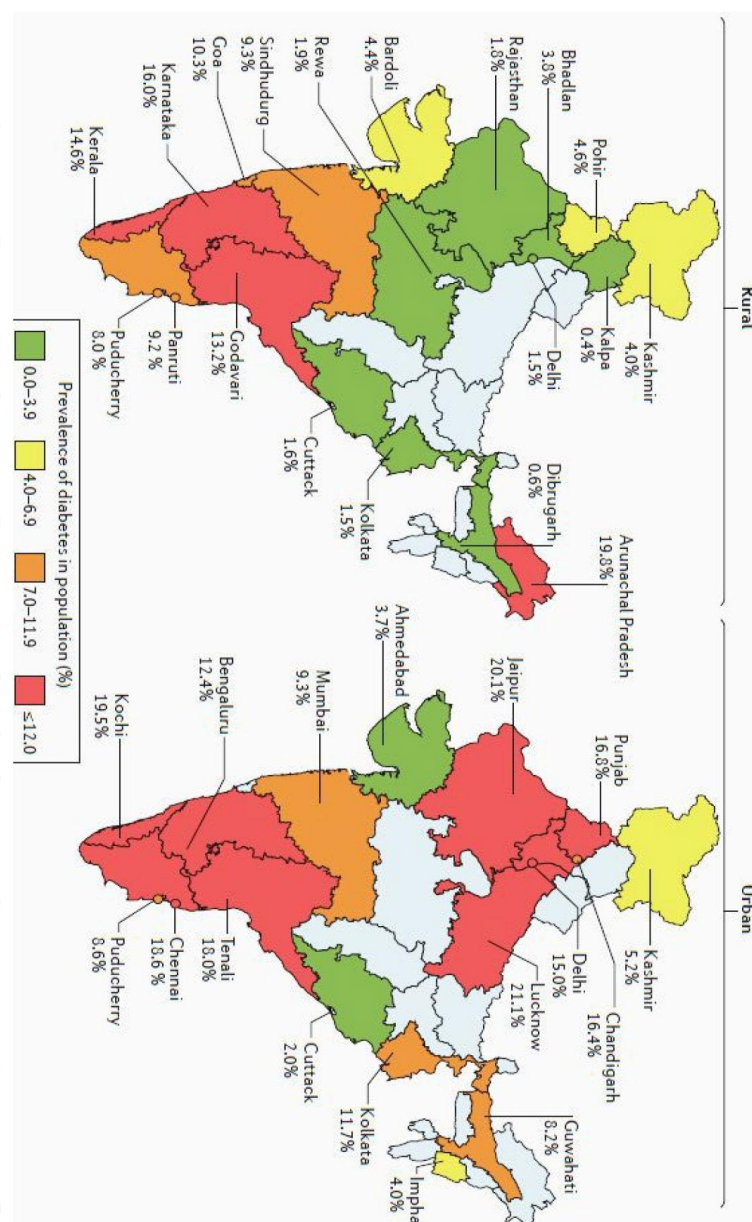 Rural
Kashmir
4.0%
Pohir
4.6%
Kalpa
0.4%
Bhadlan
3.8%
Delhi
1.5%
Rajasthan
1.8%
Dibrugarh
0.6%
Arunachal Pradesh
19.8%
Rewa
1.9%
Bardoli
4.4%
Kolkata
1.5%
Cuttack
1.6%
Sindhudurg
9.3%
Goa
10.3%
Godavari
13.2%
Karnataka
16.0%
Panruti
9.2 %
Puducherry
8.0 %
Kerala
14.6%
Urban
Kashmir
5.2%
Punjab
16.8%
Chandigarh
16.4%
Delhi
15.0%
Jaipur
20.1%
Lucknow
21.1%
Guwahati
8.2%
Impha
4.0%
Ahmedabad
3.7%
Kolkata
11.7%
Mumbai
9.3%
Cuttack
2.0%
Bengaluru
12.4%
Tenali
18.0%
Chennai
18.6 %
Puducherry
8.6%
Kochi
19.5%
Prevalence of diabetes in population (%)
0.0–3.9
4.0–6.9
7.0–11.9
≤12.0